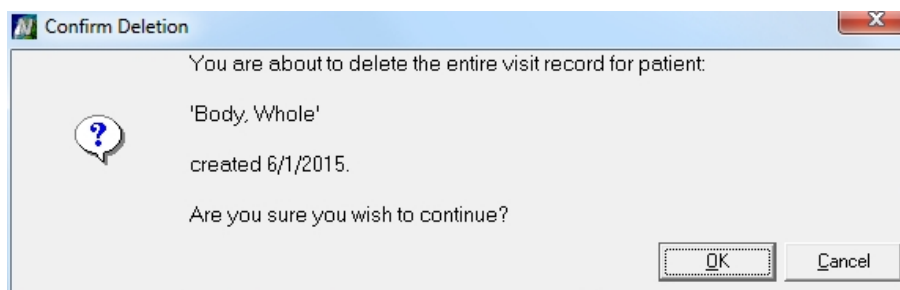 Confirm Deletion
You are about to delete the entire visit record for patient:
'Body, Whole'
created 6/1/2015.
Are you sure you wish to continue?
OK Cancel